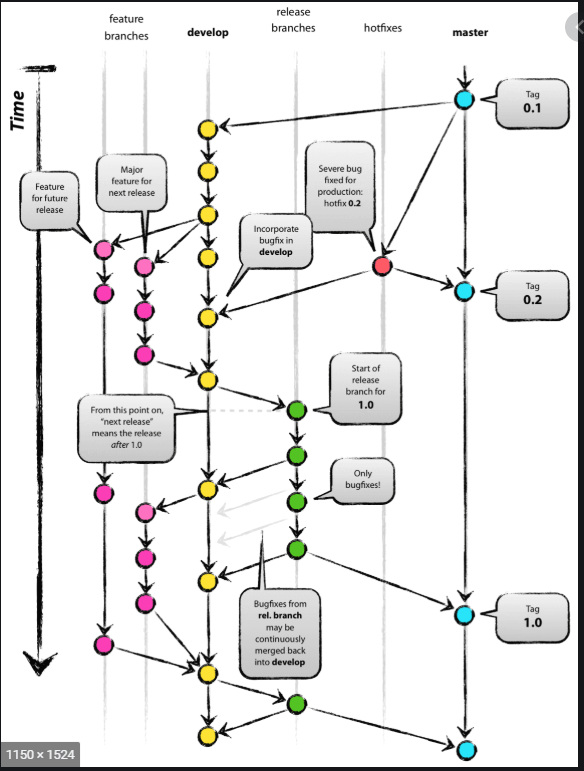 feature
branches
develop
release
branches
hotfixes
master
Time
Tag
0.1
Major
feature for
next release
Severe bug
fixed for
production:
hotfix 0.2
Feature
for future
release
Incorporate
bugfix in
develop
Tag
0.2
Start of
release
branch for
1.0
From this point on,
“next release”
means the release
after 1.0
Only
bugfixes!
Bugfixes from
rel. branch
may be
continuously
merged back
into develop
Tag
1.0
1150 × 1524